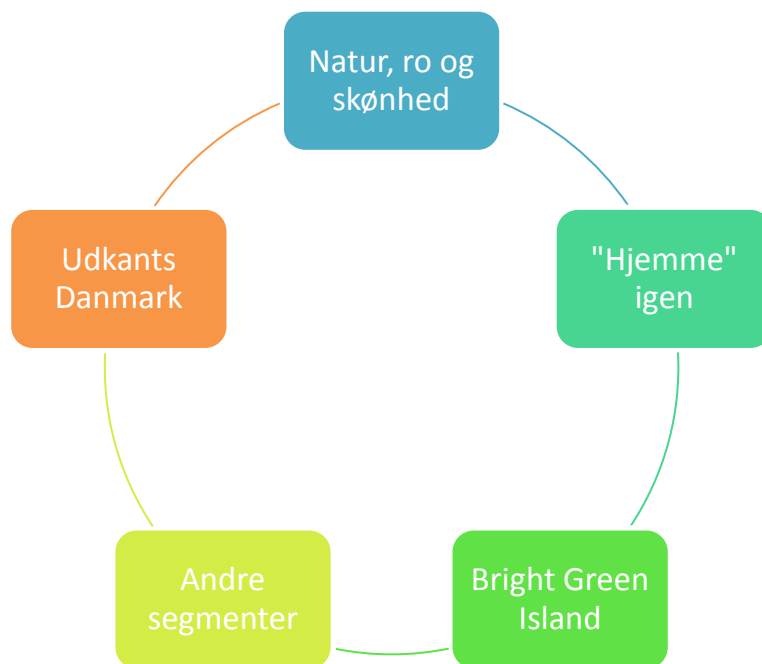 Natur, ro og
skønhed
"Hjemme"
igen
Bright Green
Island
Andre
segmenter
Udkants
Danmark